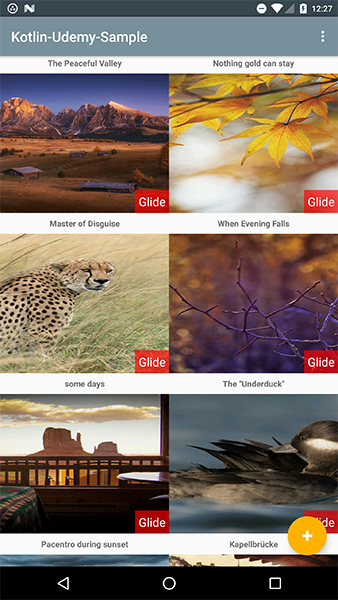 12:27
Kotlin-Udemy-Sample
The Peaceful Valley
Nothing gold can stay
Glide
Glide
Master of Disguise
When Evening Falls
Glide
Glide
some days
The "Underduck"
Glide
Glide
Pacentro during sunset
Kapellbrücke